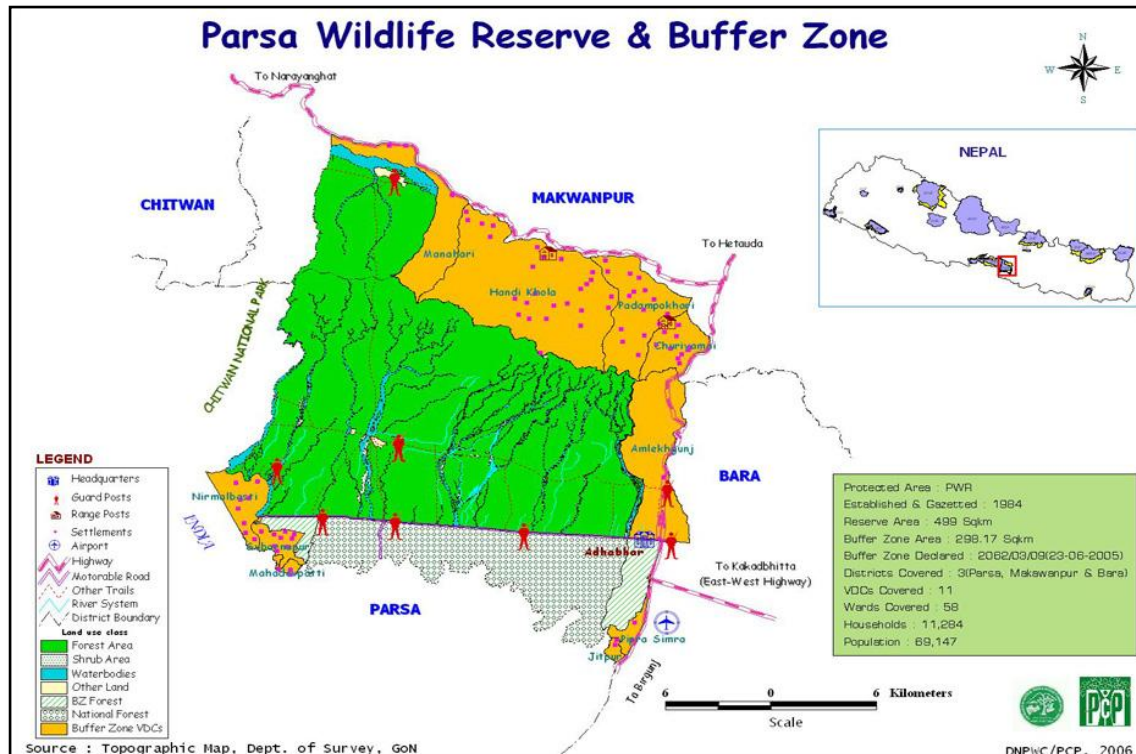 Parsa Wildlife Reserve & Buffer Zone
N
W
E
S
To Narayanghat
NEPAL
CHITWAN
MAKWANPUR
To Hetauda
Manahari
Handi Khola
Padampokhari
Churiyamai
CHITWAN NATIONAL PARK
Amlekhgunj
BARA
Nirmalbasti
INDIA
Adhabhar
To Kakadbhitta
(East-West Highway)
PARSA
Pipra Simra
Jitpur
To Birgunj
LEGEND
Headquarters
Guard Posts
Range Posts
Settlements
Airport
Highway
Motorable Road
Other Trails
River System
District Boundary
Land use class
Forest Area
Shrub Area
Waterbodies
Other Land
BZ Forest
National Forest
Buffer Zone VDCs
Protected Area : PWR
Established & Gazetted : 1984
Reserve Area : 499 Sqkm
Buffer Zone Area : 298.17 Sqkm
Buffer Zone Declared : 2062/03/09(23-06-2005)
Districts Covered : 3(Parsa, Makawanpur & Bara)
VDCs Covered : 11
Wards Covered : 58
Households : 11,284
Population : 69,147
6 0 6 Kilometers
Scale
PCP
Source : Topographic Map, Dept. of Survey, GoN
DNPWC/PCP, 2006